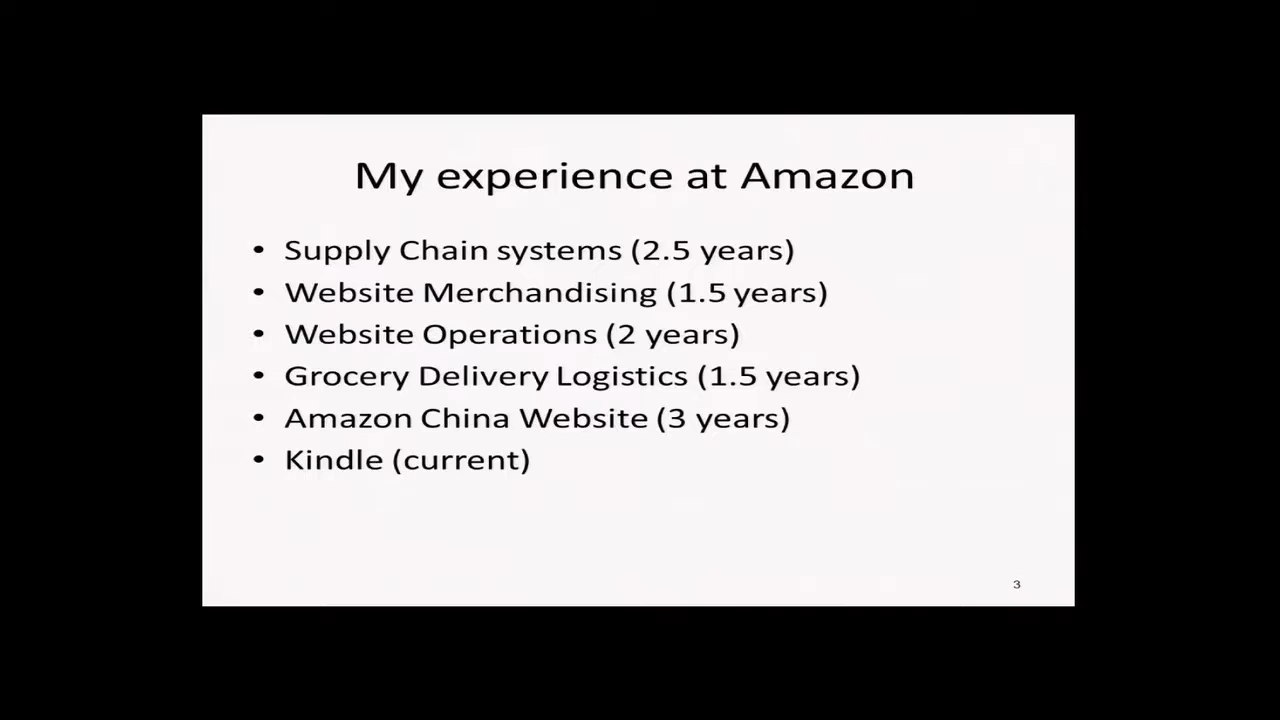 My experience at Amazon
• Supply Chain systems (2.5 years)
• Website Merchandising (1.5 years)
• Website Operations (2 years)
• Grocery Delivery Logistics (1.5 years)
• Amazon China Website (3 years)
• Kindle (current)
3